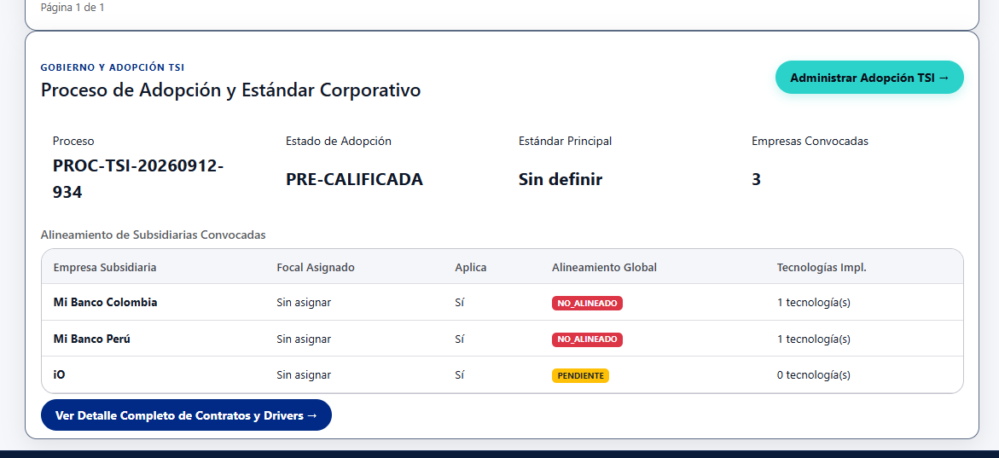 Página 1 de 1
GOBIERNO Y ADOPCIÓN TSI
Proceso de Adopción y Estándar Corporativo
Administrar Adopción TSI →
Proceso
Estado de Adopción
Estándar Principal
Empresas Convocadas
PROC-TSI-20260912-
934
PRE-CALIFICADA
Sin definir
3
Alineamiento de Subsidiarias Convocadas
Empresa Subsidiaria Focal Asignado Aplica Alineamiento Global Tecnologías Impl.
Mi Banco Colombia Sin asignar Sí NO_ALINEADO 1 tecnología(s)
Mi Banco Perú Sin asignar Sí NO_ALINEADO 1 tecnología(s)
iO Sin asignar Sí PENDIENTE 0 tecnología(s)
Ver Detalle Completo de Contratos y Drivers →